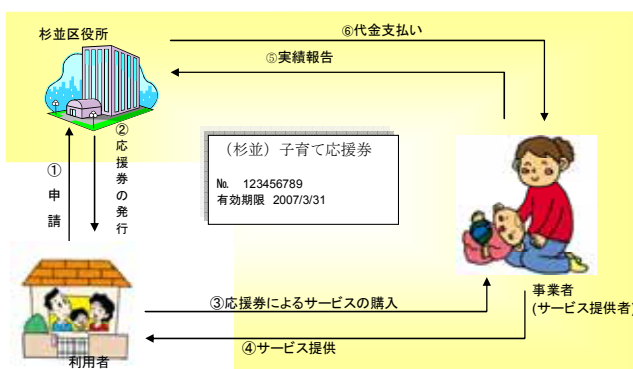 杉並区役所
⑥代金支払い
⑤実績報告
①申請
②応援券の発行
(杉並)子育て応援券
№ 123456789
有効期限 2007/3/31
③応援券によるサービスの購入
④サービス提供
利用者
事業者
(サービス提供者)